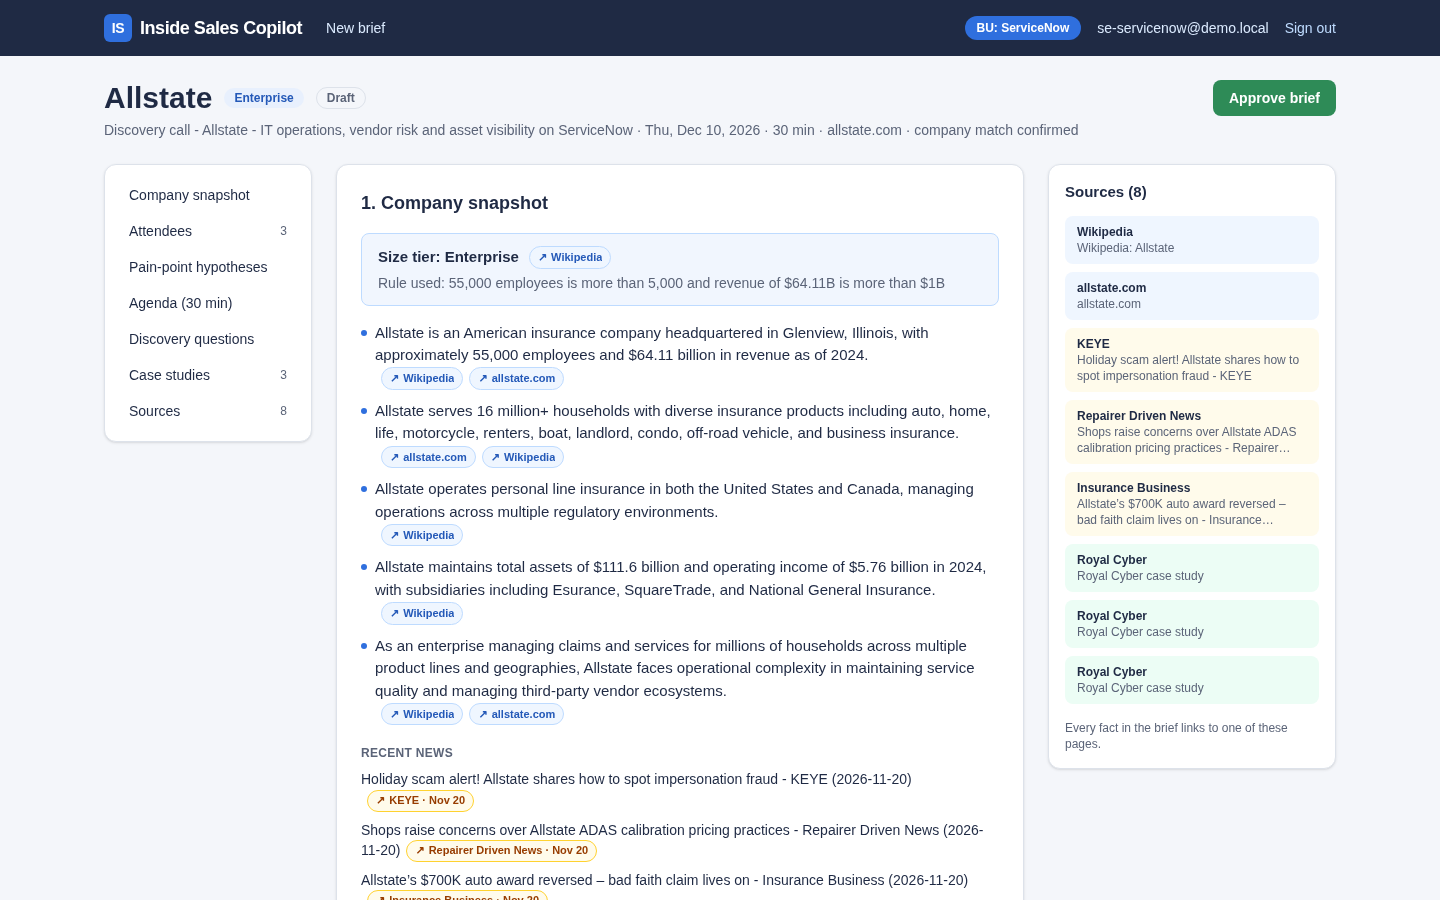 IS Inside Sales Copilot New brief BU: ServiceNow se-servicenow@demo.local Sign out
Allstate Enterprise Draft Approve brief
Discovery call - Allstate - IT operations, vendor risk and asset visibility on ServiceNow · Thu, Dec 10, 2026 · 30 min · allstate.com · company match confirmed
Company snapshot
Attendees 3
Pain-point hypotheses
Agenda (30 min)
Discovery questions
Case studies 3
Sources 8
1. Company snapshot
Size tier: Enterprise ↗ Wikipedia
Rule used: 55,000 employees is more than 5,000 and revenue of $64.11B is more than $1B
Allstate is an American insurance company headquartered in Glenview, Illinois, with
approximately 55,000 employees and $64.11 billion in revenue as of 2024.
↗ Wikipedia ↗ allstate.com
Allstate serves 16 million+ households with diverse insurance products including auto, home,
life, motorcycle, renters, boat, landlord, condo, off-road vehicle, and business insurance.
↗ allstate.com ↗ Wikipedia
Allstate operates personal line insurance in both the United States and Canada, managing
operations across multiple regulatory environments.
↗ Wikipedia
Allstate maintains total assets of $111.6 billion and operating income of $5.76 billion in 2024,
with subsidiaries including Esurance, SquareTrade, and National General Insurance.
↗ Wikipedia
As an enterprise managing claims and services for millions of households across multiple
product lines and geographies, Allstate faces operational complexity in maintaining service
quality and managing third-party vendor ecosystems.
↗ Wikipedia ↗ allstate.com
RECENT NEWS
Holiday scam alert! Allstate shares how to spot impersonation fraud - KEYE (2026-11-20)
↗ KEYE · Nov 20
Shops raise concerns over Allstate ADAS calibration pricing practices - Repairer Driven News (2026-
11-20) ↗ Repairer Driven News · Nov 20
Allstate’s $700K auto award reversed – bad faith claim lives on - Insurance Business (2026-11-20)
↗ Insurance Business · Nov 20
Sources (8)
Wikipedia
Wikipedia: Allstate
allstate.com
allstate.com
KEYE
Holiday scam alert! Allstate shares how to
spot impersonation fraud - KEYE
Repairer Driven News
Shops raise concerns over Allstate ADAS
calibration pricing practices - Repairer…
Insurance Business
Allstate’s $700K auto award reversed –
bad faith claim lives on - Insurance…
Royal Cyber
Royal Cyber case study
Royal Cyber
Royal Cyber case study
Royal Cyber
Royal Cyber case study
Every fact in the brief links to one of these
pages.